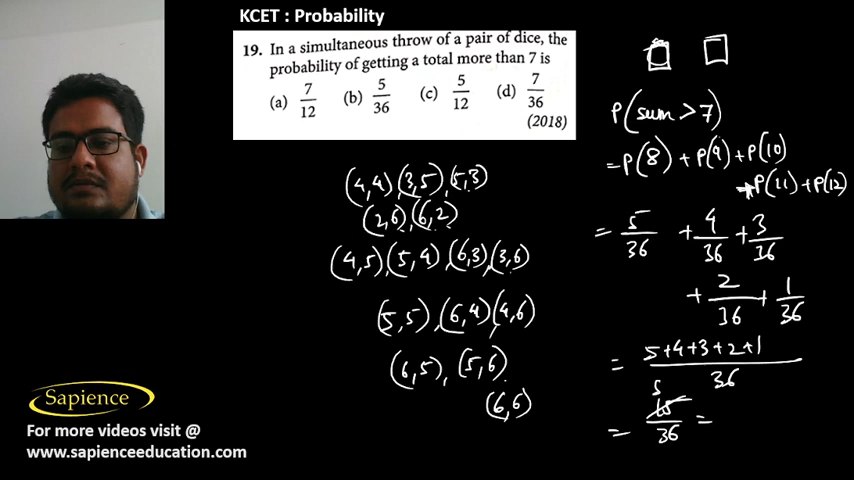 KCET : Probability
19. In a simultaneous throw of a pair of dice, the
probability of getting a total more than 7 is
(a) 7/12 (b) 5/36 (c) 5/12 (d) 7/36
(2018)
P(sum > 7)
= P(8) + P(9) + P(10)
+ P(11) + P(12)
= 5/36 + 4/36 + 3/36
+ 2/36 + 1/36
= 5+4+3+2+1/36
5
= 15/36 =
(4,4) (3,5), (5,3)
(2,6), (6,2)
(4,5), (5,4), (6,3), (3,6)
(5,5), (6,4), (4,6)
(6,5), (5,6)
(6,6)
Sapience
For more videos visit @
www.sapienceeducation.com